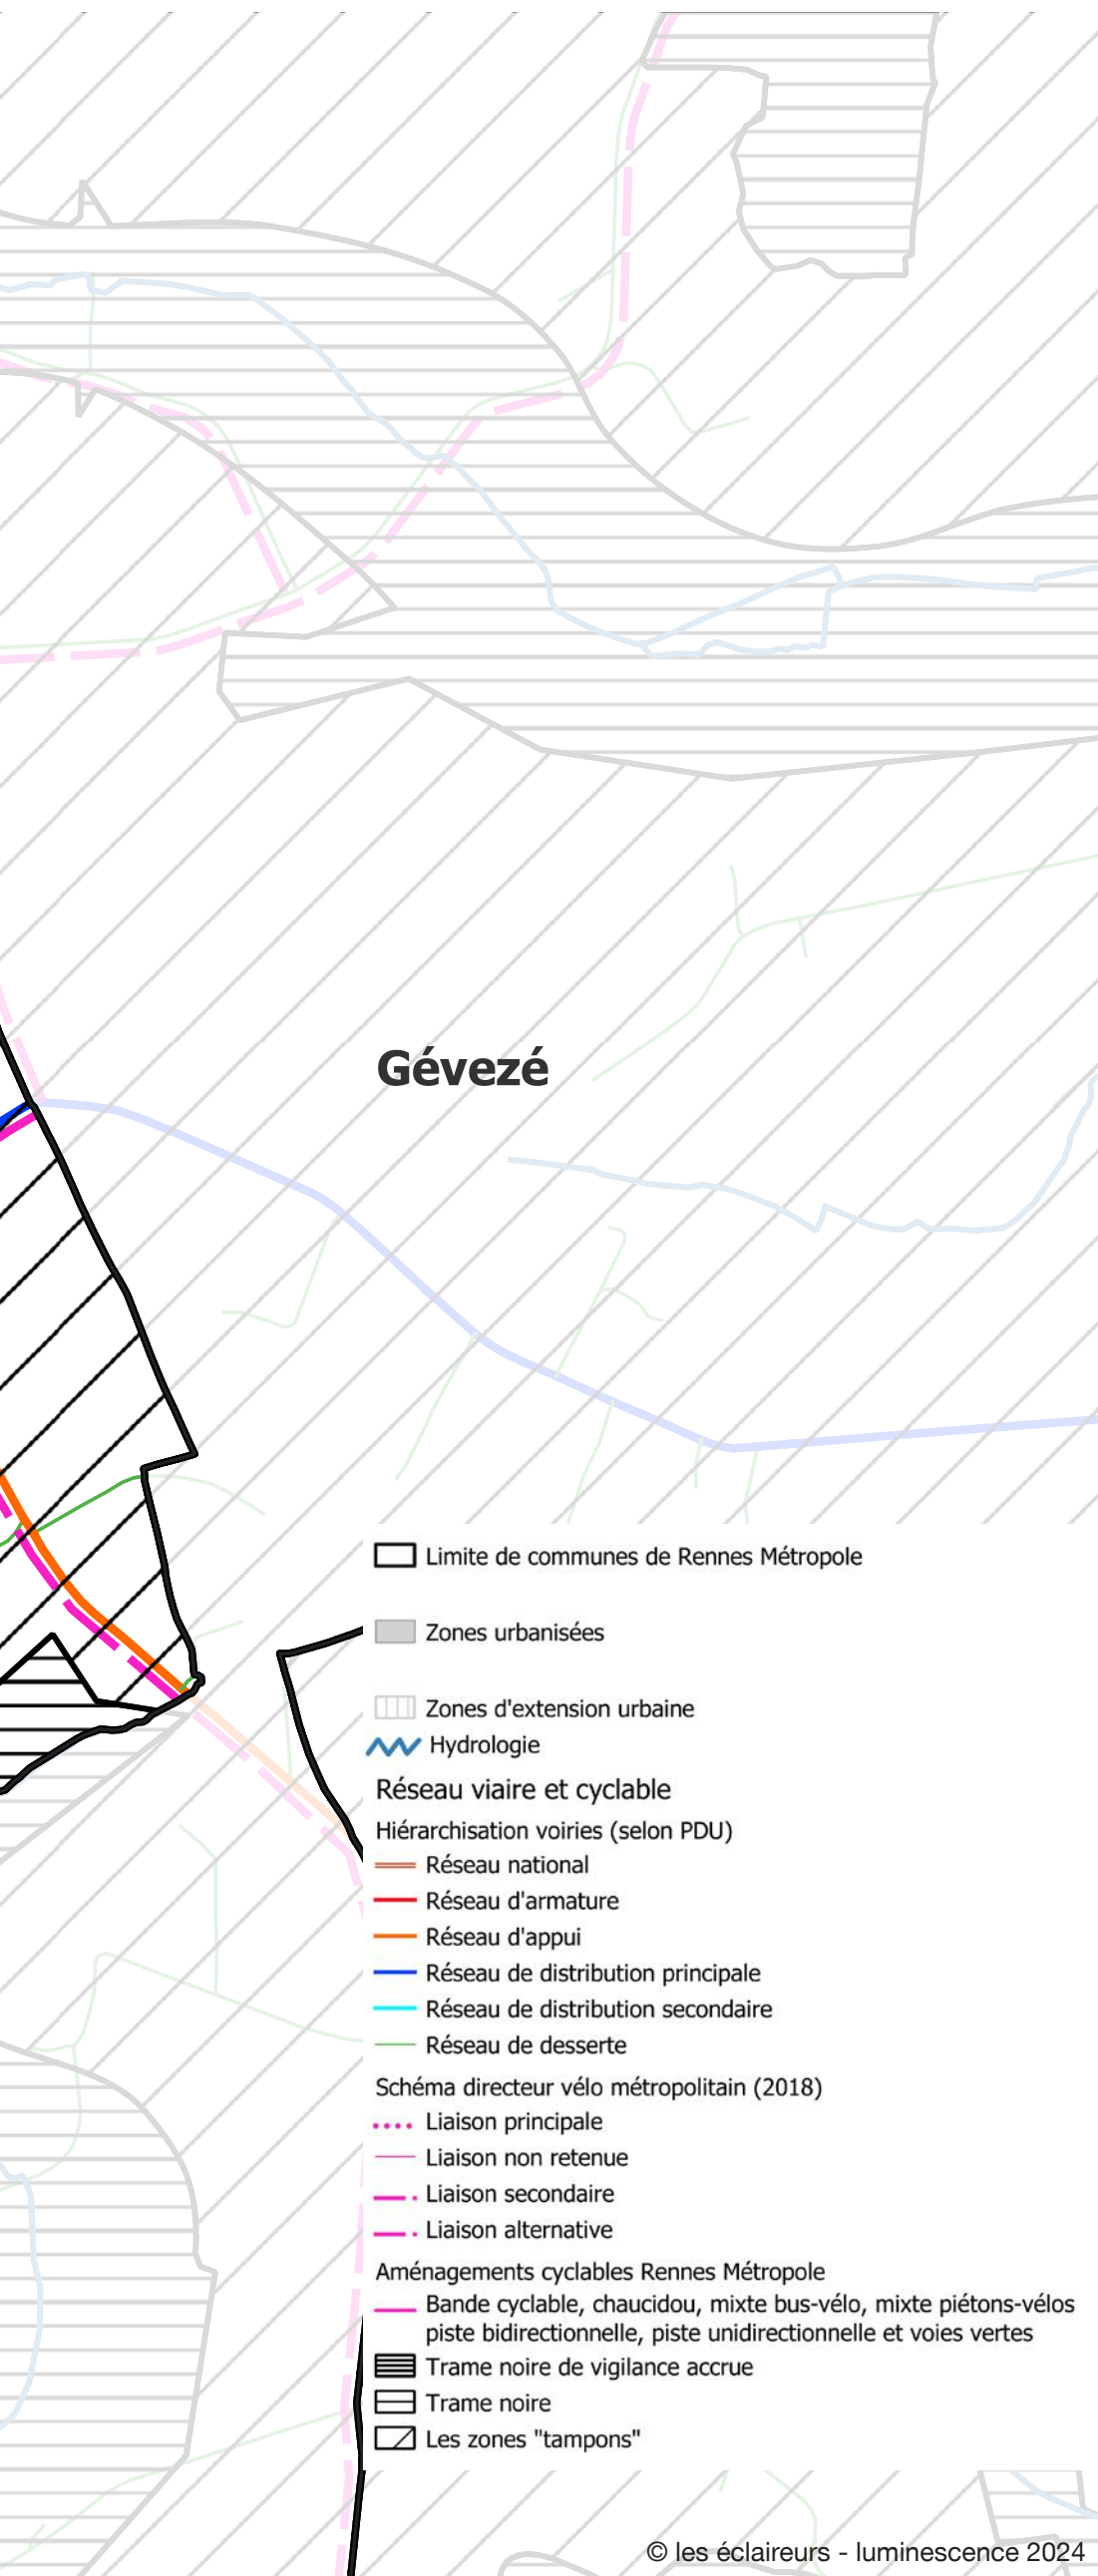 Gévezé
Limite de communes de Rennes Métropole
Zones urbanisées
Zones d'extension urbaine
Hydrologie
Réseau viaire et cyclable
Hiérarchisation voiries (selon PDU)
Réseau national
Réseau d'armature
Réseau d'appui
Réseau de distribution principale
Réseau de distribution secondaire
Réseau de desserte
Schéma directeur vélo métropolitain (2018)
Liaison principale
Liaison non retenue
Liaison secondaire
Liaison alternative
Aménagements cyclables Rennes Métropole
Bande cyclable, chaucidou, mixte bus-vélo, mixte piétons-vélos
piste bidirectionnelle, piste unidirectionnelle et voies vertes
Trame noire de vigilance accrue
Trame noire
Les zones "tampons"
© les éclaireurs - luminescence 2024